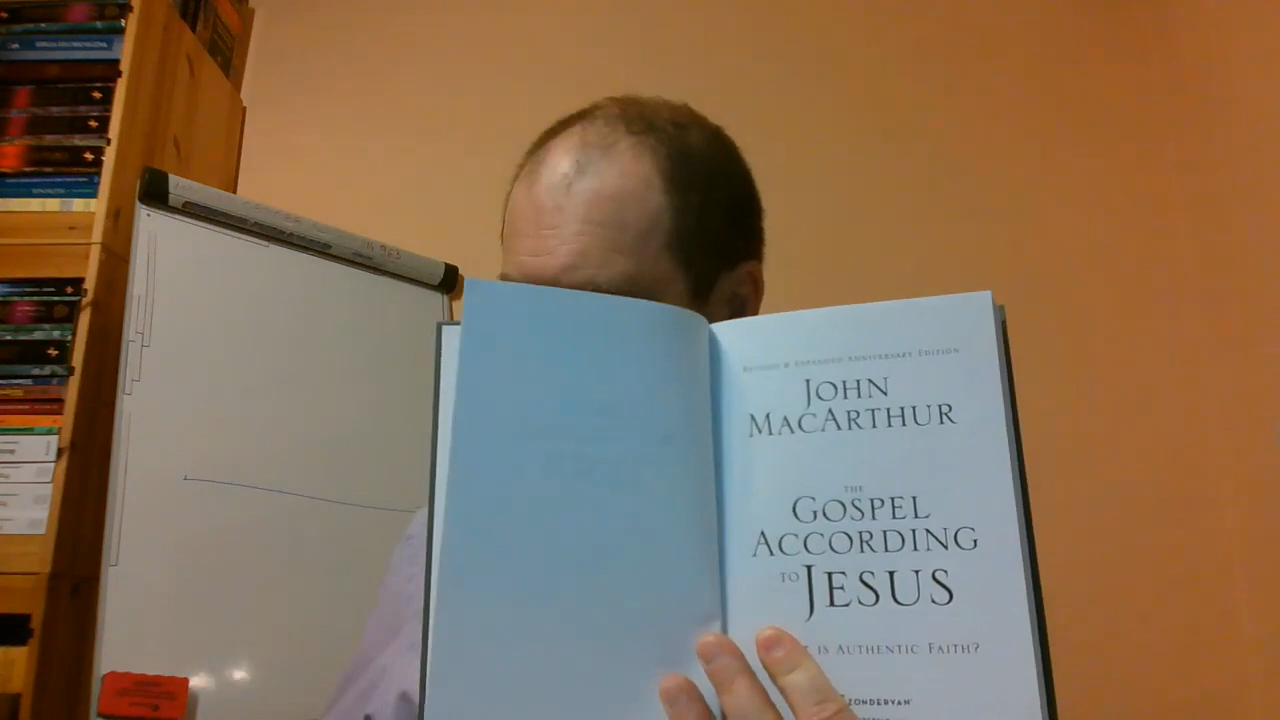 REVISED & EXPANDED ANNIVERSARY EDITION
JOHN
MACARTHUR
THE
GOSPEL
ACCORDING
TO JESUS
IS AUTHENTIC FAITH?
ZONDERVAN